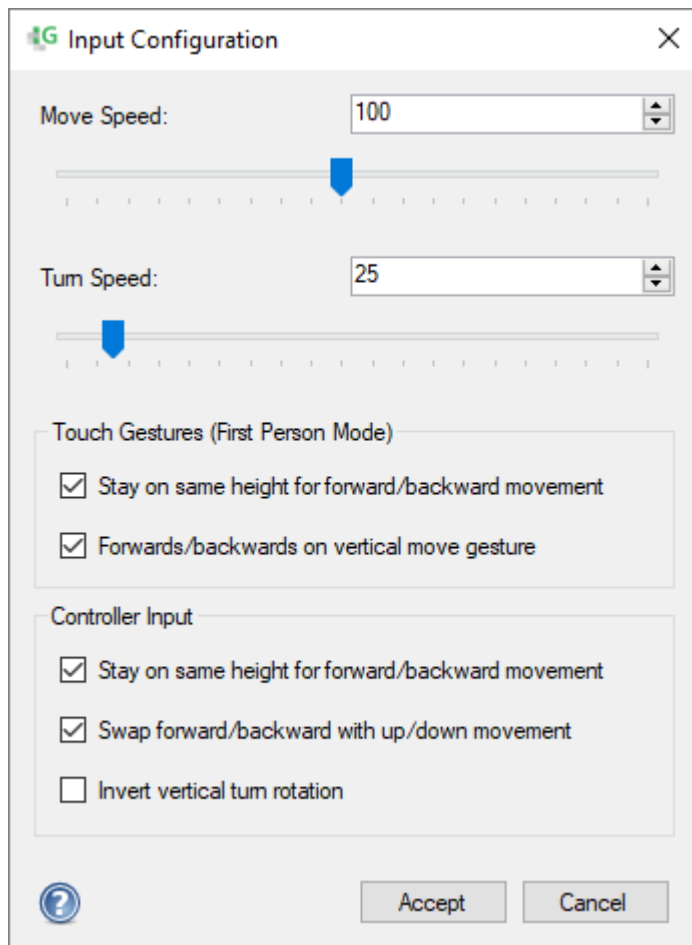 G Input Configuration
Move Speed: 100
Turn Speed: 25
Touch Gestures (First Person Mode)
Stay on same height for forward/backward movement
Forwards/backwards on vertical move gesture
Controller Input
Stay on same height for forward/backward movement
Swap forward/backward with up/down movement
Invert vertical turn rotation
? Accept Cancel